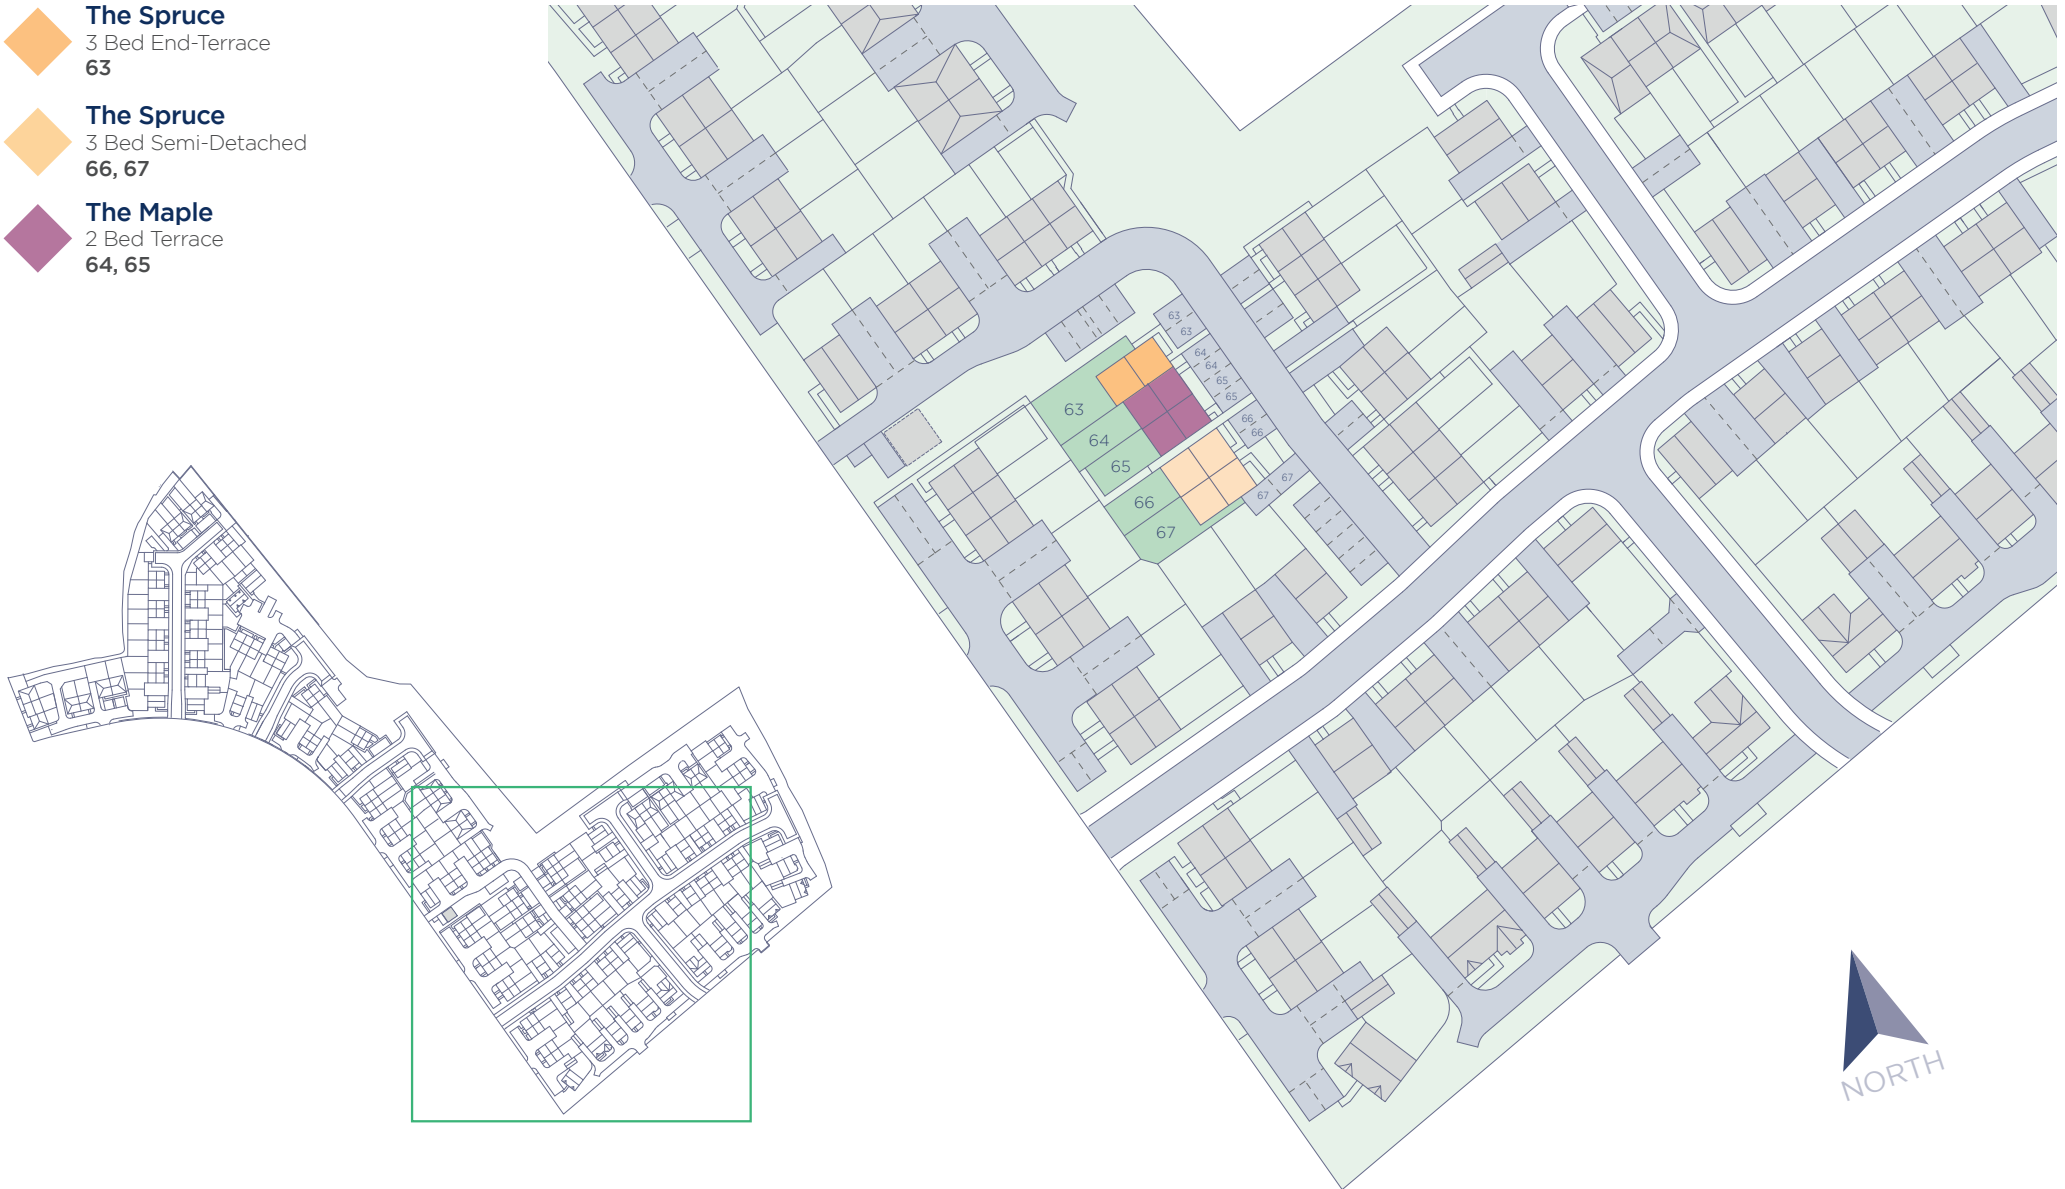 The Spruce
3 Bed End-Terrace
63
The Spruce
3 Bed Semi-Detached
66, 67
The Maple
2 Bed Terrace
64, 65
63
63
64
64
65
65
66
66
67
67
63
64
65
66
67
NORTH